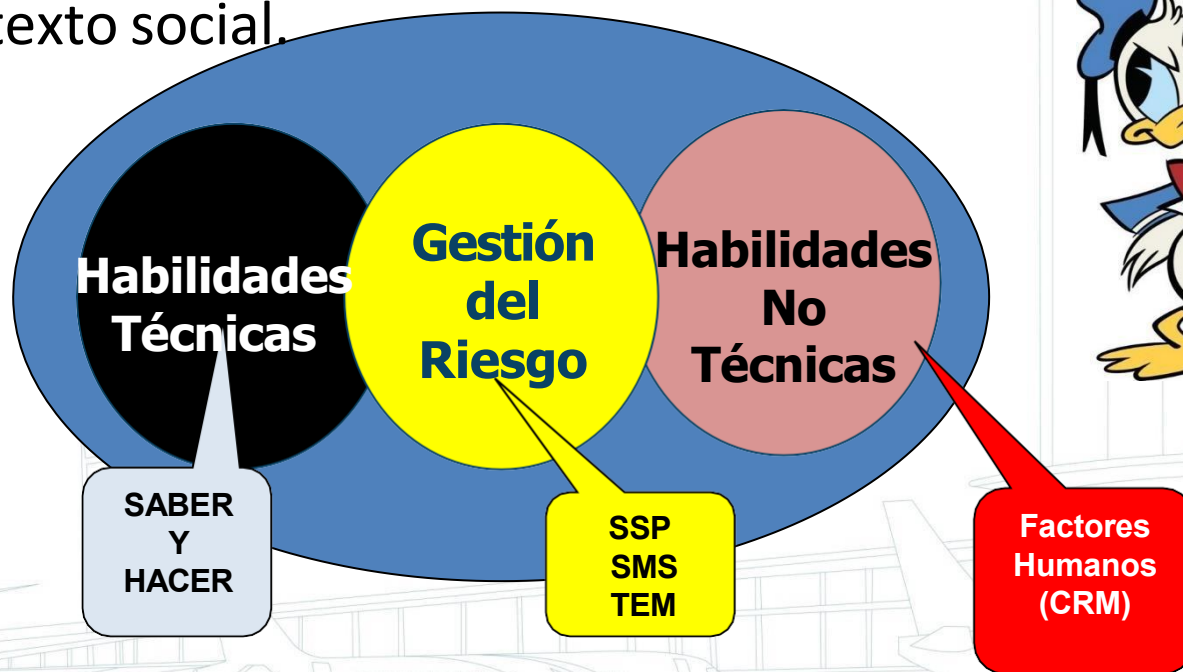 texto social.
Habilidades
Técnicas
Gestión
del
Riesgo
Habilidades
No
Técnicas
SABER
Y
HACER
SSP
SMS
TEM
Factores
Humanos
(CRM)